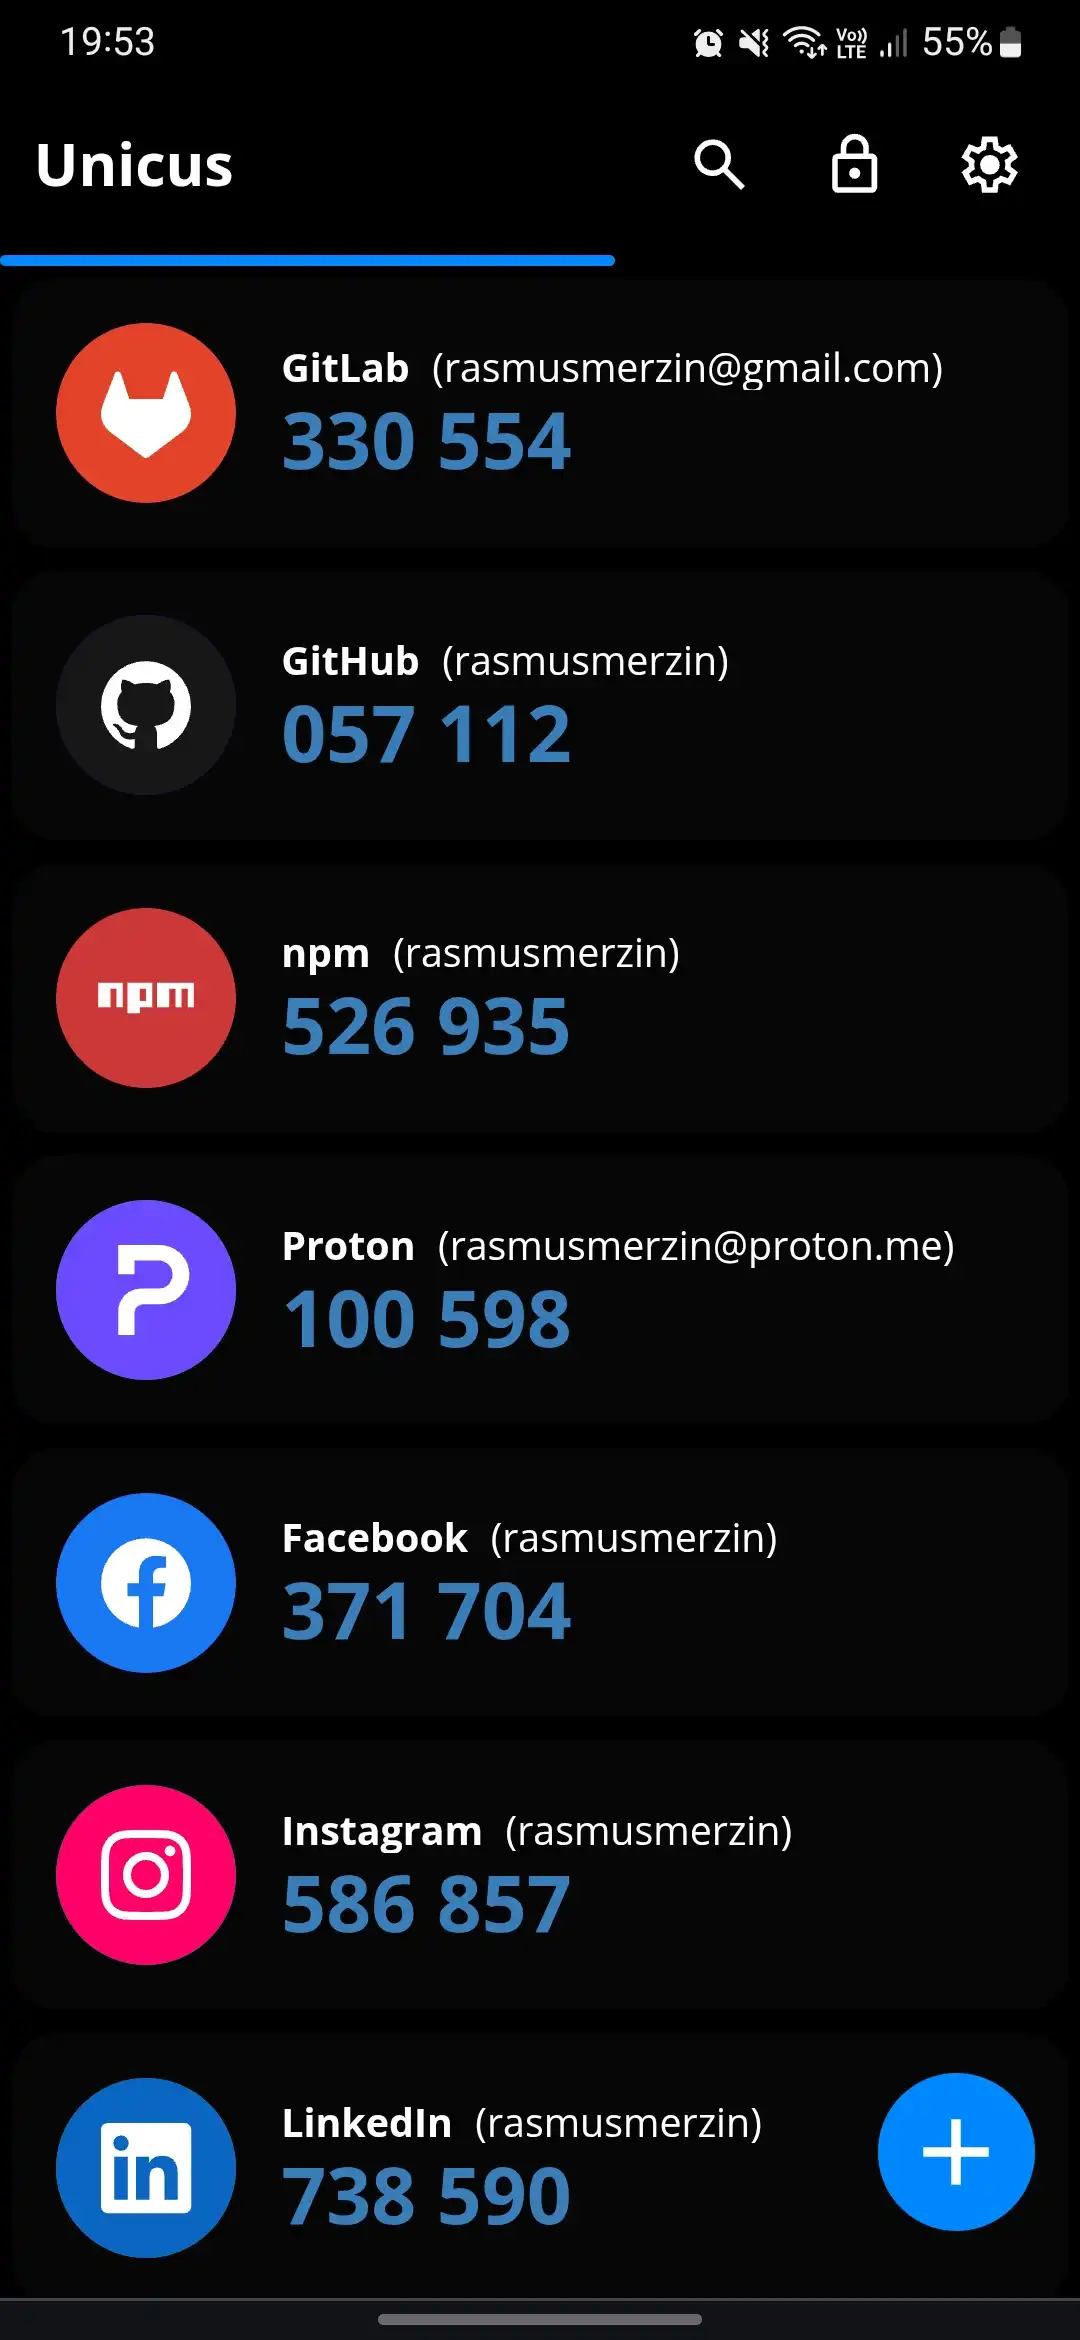 19:53 Vo)) LTE 55%
Unicus
GitLab (rasmusmerzin@gmail.com)
330 554
GitHub (rasmusmerzin)
057 112
npm
npm (rasmusmerzin)
526 935
Proton (rasmusmerzin@proton.me)
100 598
Facebook (rasmusmerzin)
371 704
Instagram (rasmusmerzin)
586 857
in
LinkedIn (rasmusmerzin)
738 590